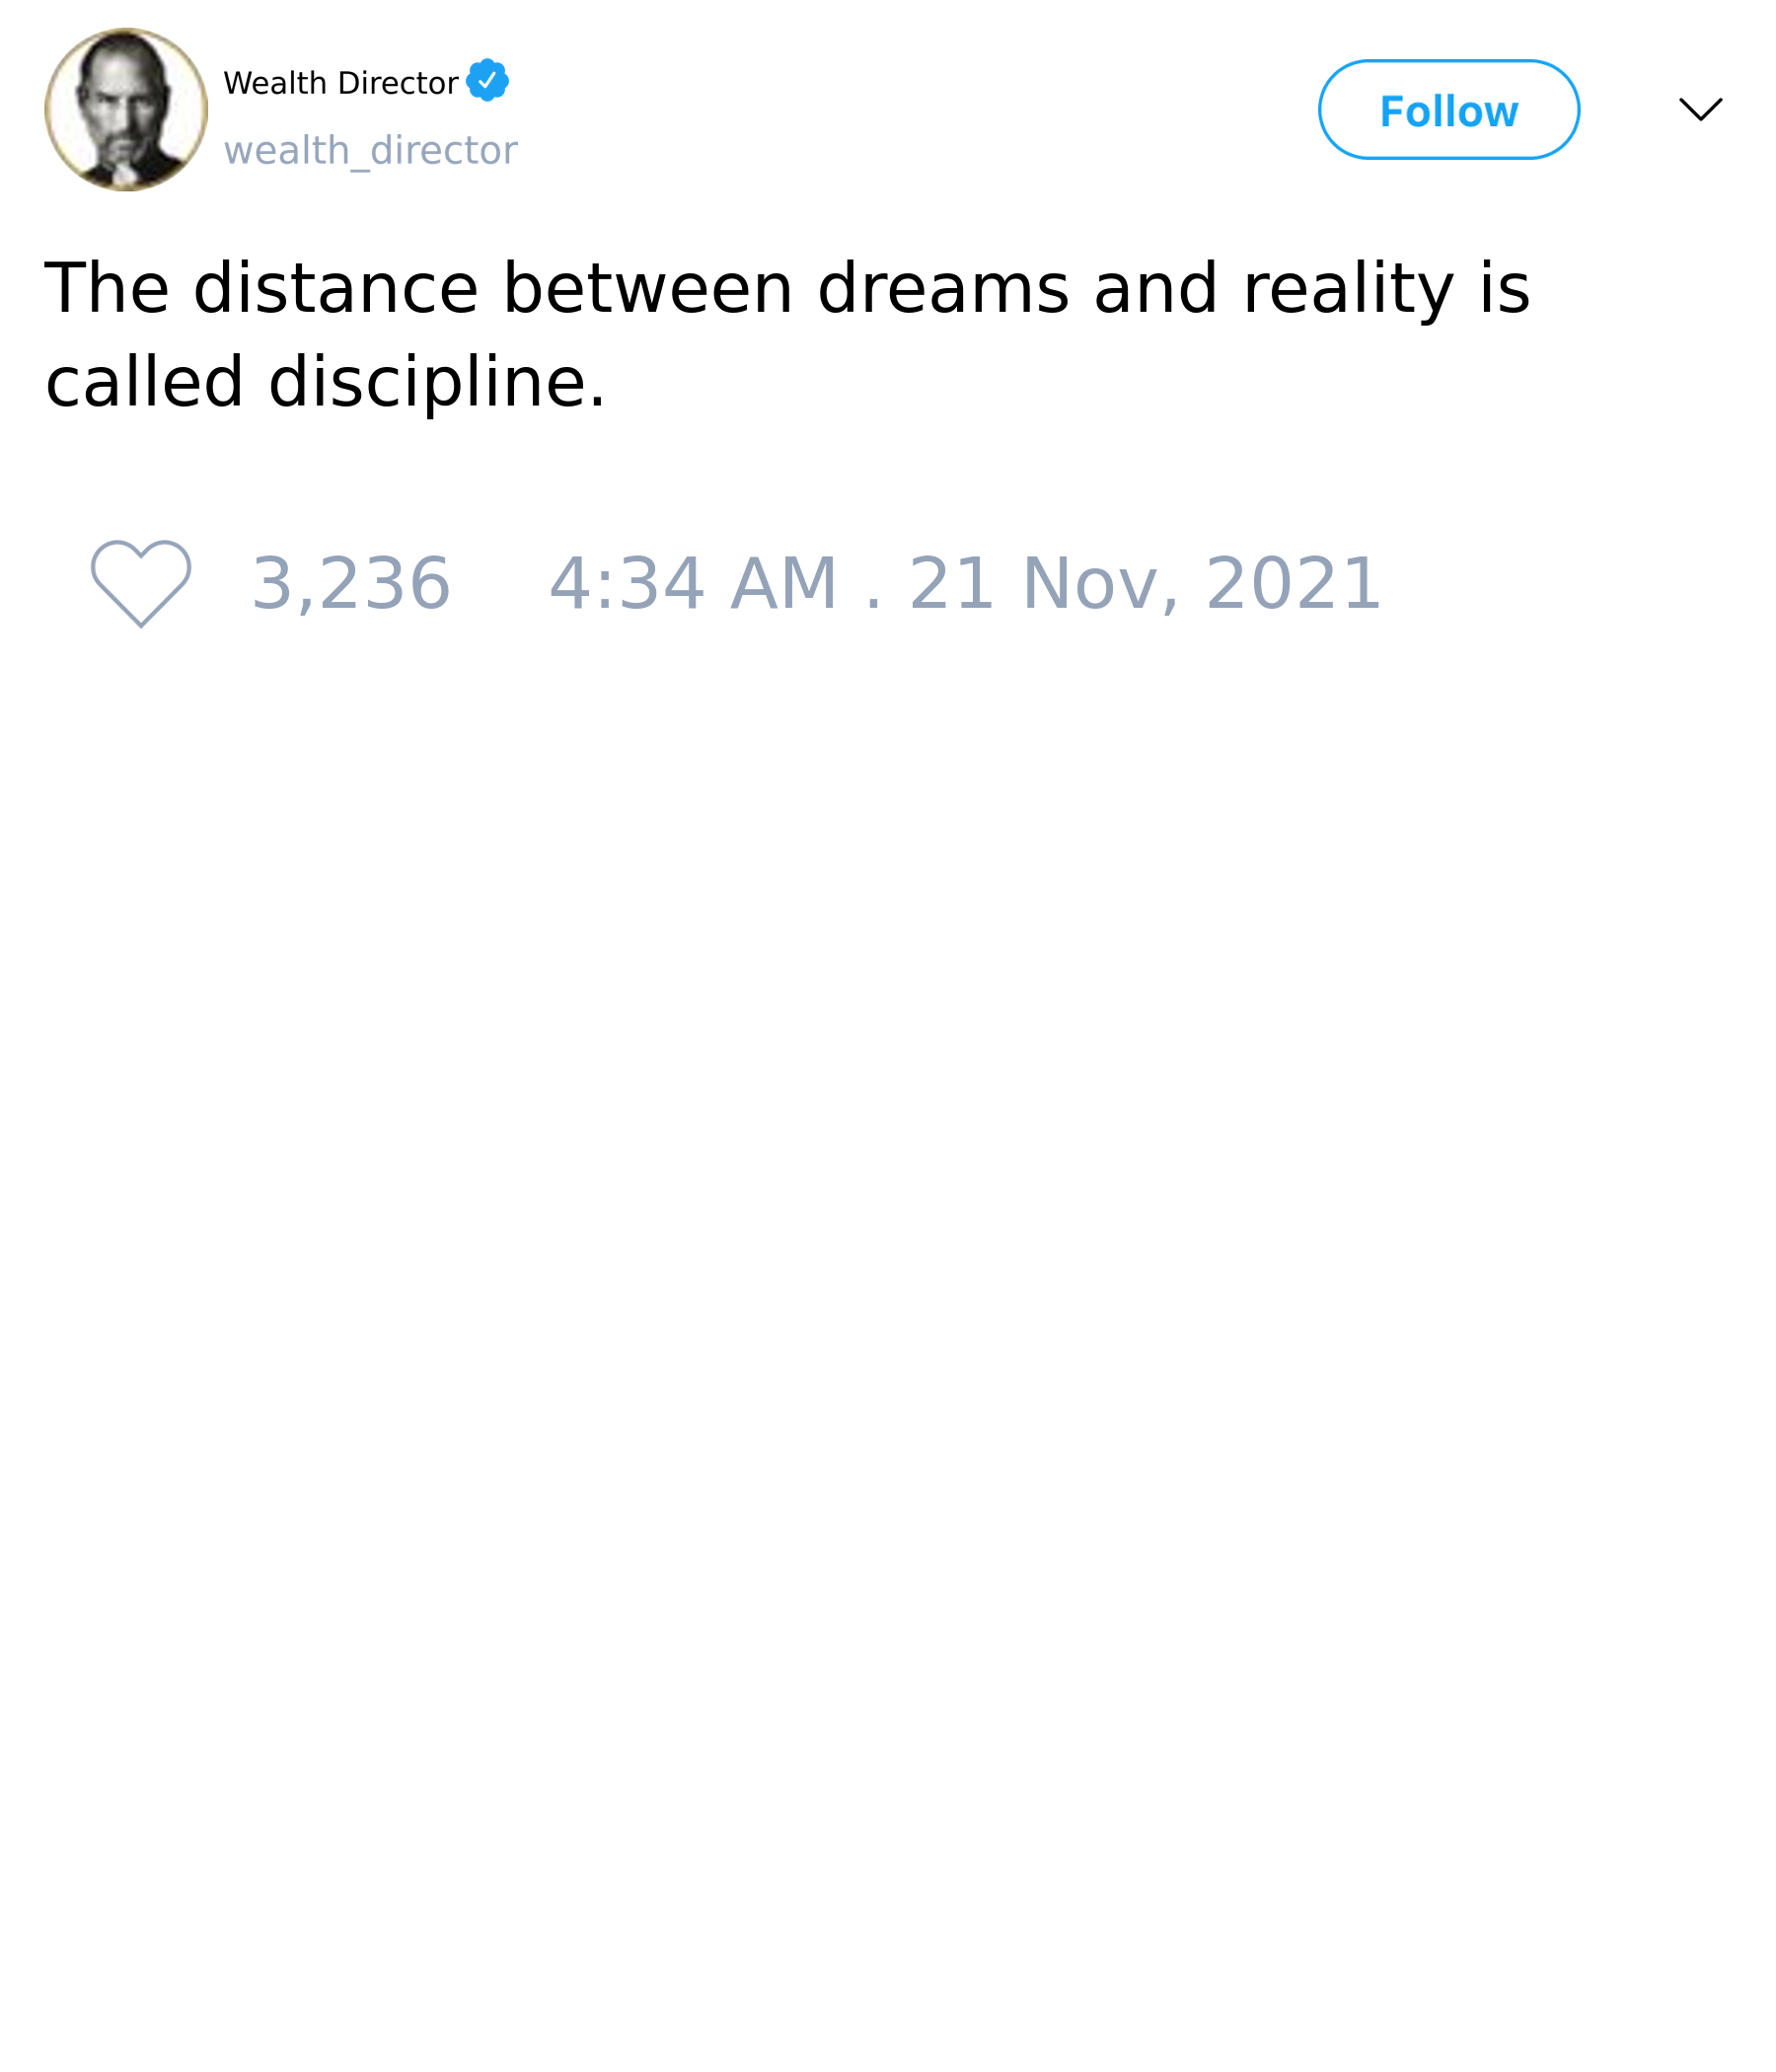 Wealth Director
wealth_director
Follow
The distance between dreams and reality is
called discipline.
3,236 4:34 AM . 21 Nov, 2021